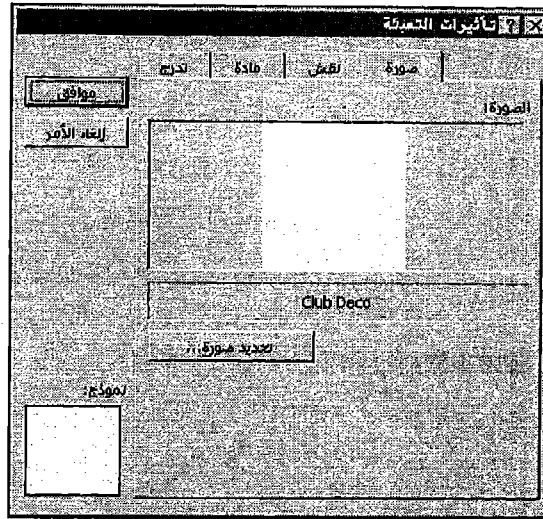 تأثيرات التعبئة
صورة نقش مادة تدرج
موافق
إلغاء الأمر
الصورة:
Club Deco
تحديد صورة...
نموذج: